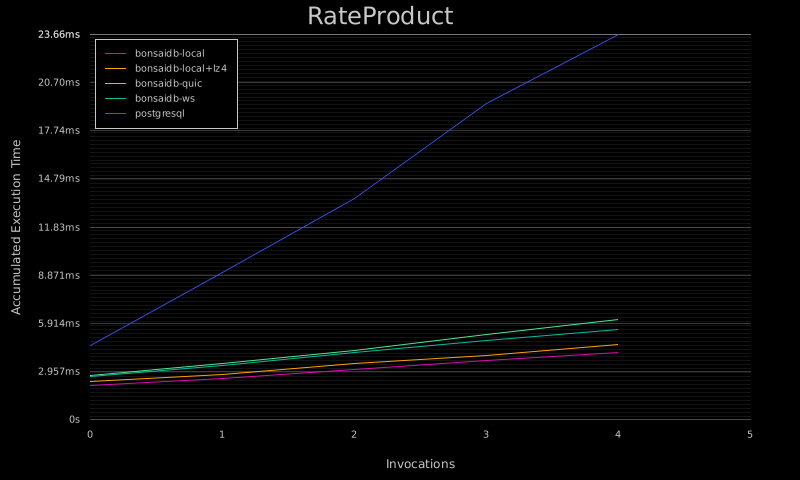 RateProduct
23.66ms
20.70ms
17.74ms
14.79ms
11.83ms
8.871ms
5.914ms
2.957ms
0s
Accumulated Execution Time
bonsaidb-local
bonsaidb-local+lz4
bonsaidb-quic
bonsaidb-ws
postgresql
0 1 2 3 4 5
Invocations